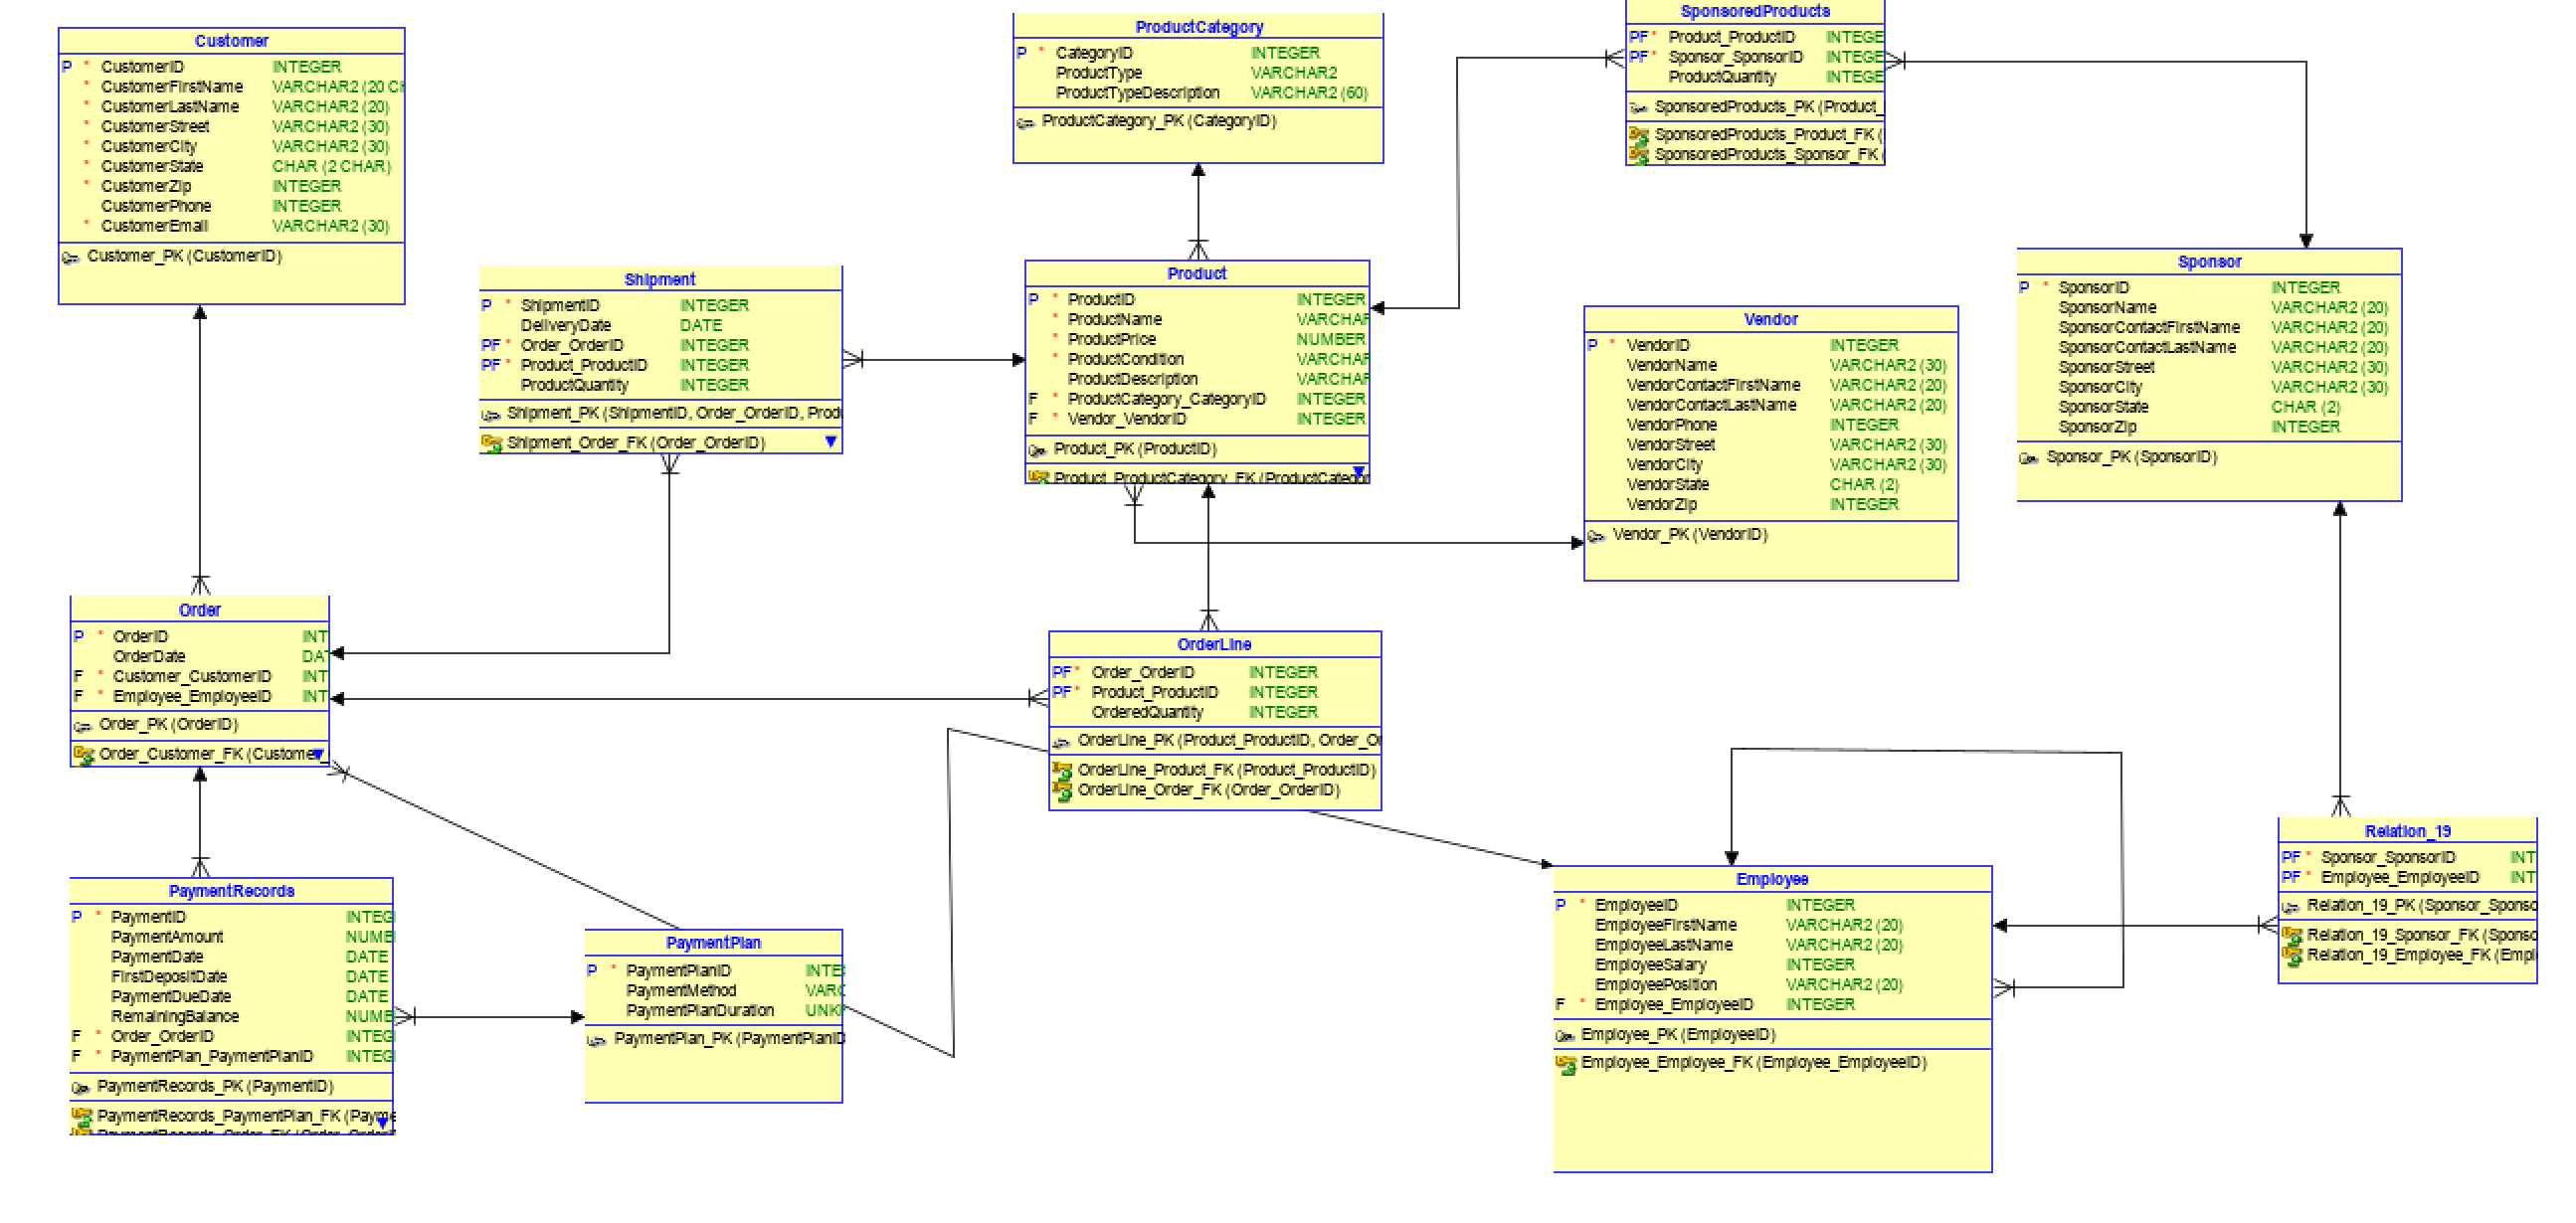 Customer
P * CustomerID INTEGER
* CustomerFirstName VARCHAR2 (20 CH
* CustomerLastName VARCHAR2 (20)
* CustomerStreet VARCHAR2 (30)
* CustomerCity VARCHAR2 (30)
* CustomerState CHAR (2 CHAR)
* CustomerZip INTEGER
CustomerPhone INTEGER
* CustomerEmail VARCHAR2 (30)
Customer_PK (CustomerID)
ProductCategory
P * CategoryID INTEGER
ProductType VARCHAR2
ProductTypeDescription VARCHAR2 (60)
ProductCategory_PK (CategoryID)
SponsoredProducts
PF * Product_ProductID INTEGE
PF * Sponsor_SponsorID INTEGE
ProductQuantity INTEGE
SponsoredProducts_PK (Product_
SponsoredProducts_Product_FK (
SponsoredProducts_Sponsor_FK (
Shipment
P * ShipmentID INTEGER
DeliveryDate DATE
PF * Order_OrderID INTEGER
PF * Product_ProductID INTEGER
ProductQuantity INTEGER
Shipment_PK (ShipmentID, Order_OrderID, Prod
Shipment_Order_FK (Order_OrderID)
Product
P * ProductID INTEGER
* ProductName VARCHAR
* ProductPrice NUMBER
* ProductCondition VARCHAR
ProductDescription VARCHAR
F * ProductCategory_CategoryID INTEGER
F * Vendor_VendorID INTEGER
Product_PK (ProductID)
Product_ProductCategory_FK (ProductCategor
Vendor
P * VendorID INTEGER
VendorName VARCHAR2 (30)
VendorContactFirstName VARCHAR2 (20)
VendorContactLastName VARCHAR2 (20)
VendorPhone INTEGER
VendorStreet VARCHAR2 (30)
VendorCity VARCHAR2 (30)
VendorState CHAR (2)
VendorZip INTEGER
Vendor_PK (VendorID)
Sponsor
P * SponsorID INTEGER
SponsorName VARCHAR2 (20)
SponsorContactFirstName VARCHAR2 (20)
SponsorContactLastName VARCHAR2 (20)
SponsorStreet VARCHAR2 (30)
SponsorCity VARCHAR2 (30)
SponsorState CHAR (2)
SponsorZip INTEGER
Sponsor_PK (SponsorID)
Order
P * OrderID INT
OrderDate DAT
F * Customer_CustomerID INT
F * Employee_EmployeeID INT
Order_PK (OrderID)
Order_Customer_FK (Custome
OrderLine
PF * Order_OrderID INTEGER
PF * Product_ProductID INTEGER
OrderedQuantity INTEGER
OrderLine_PK (Product_ProductID, Order_Or
OrderLine_Product_FK (Product_ProductID)
OrderLine_Order_FK (Order_OrderID)
PaymentRecords
P * PaymentID INTEG
PaymentAmount NUMB
PaymentDate DATE
FirstDepositDate DATE
PaymentDueDate DATE
RemainingBalance NUMB
F * Order_OrderID INTEG
F * PaymentPlan_PaymentPlanID INTEG
PaymentRecords_PK (PaymentID)
PaymentRecords_PaymentPlan_FK (Payme
PaymentRecords_Order_FK (Order_OrderI
PaymentPlan
P * PaymentPlanID INTE
PaymentMethod VARC
PaymentPlanDuration UNK
PaymentPlan_PK (PaymentPlanID
Employee
P * EmployeeID INTEGER
EmployeeFirstName VARCHAR2 (20)
EmployeeLastName VARCHAR2 (20)
EmployeeSalary INTEGER
EmployeePosition VARCHAR2 (20)
F * Employee_EmployeeID INTEGER
Employee_PK (EmployeeID)
Employee_Employee_FK (Employee_EmployeeID)
Relation_19
PF * Sponsor_SponsorID INT
PF * Employee_EmployeeID INT
Relation_19_PK (Sponsor_Sponso
Relation_19_Sponsor_FK (Sponso
Relation_19_Employee_FK (Empl